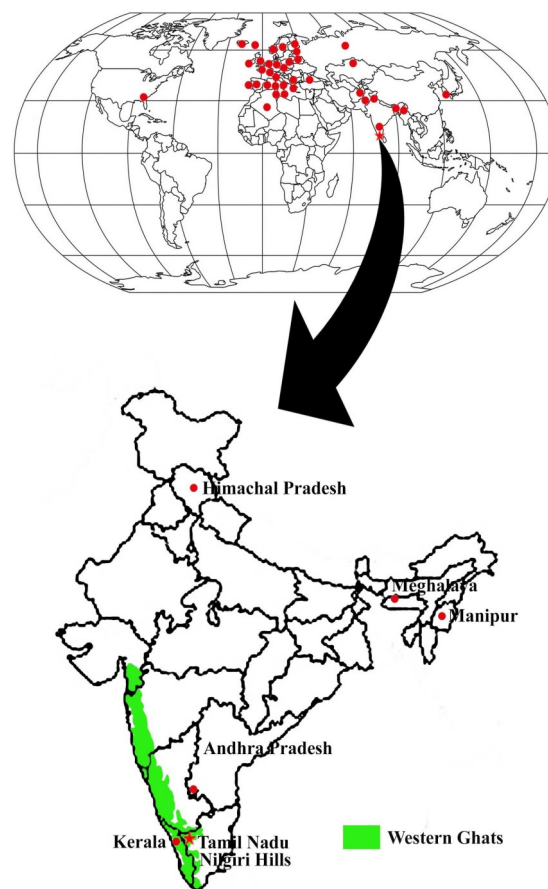 Himachal Pradesh
Meghalaya
Manipur
Andhra Pradesh
Kerala
Tamil Nadu
Nilgiri Hills
Western Ghats